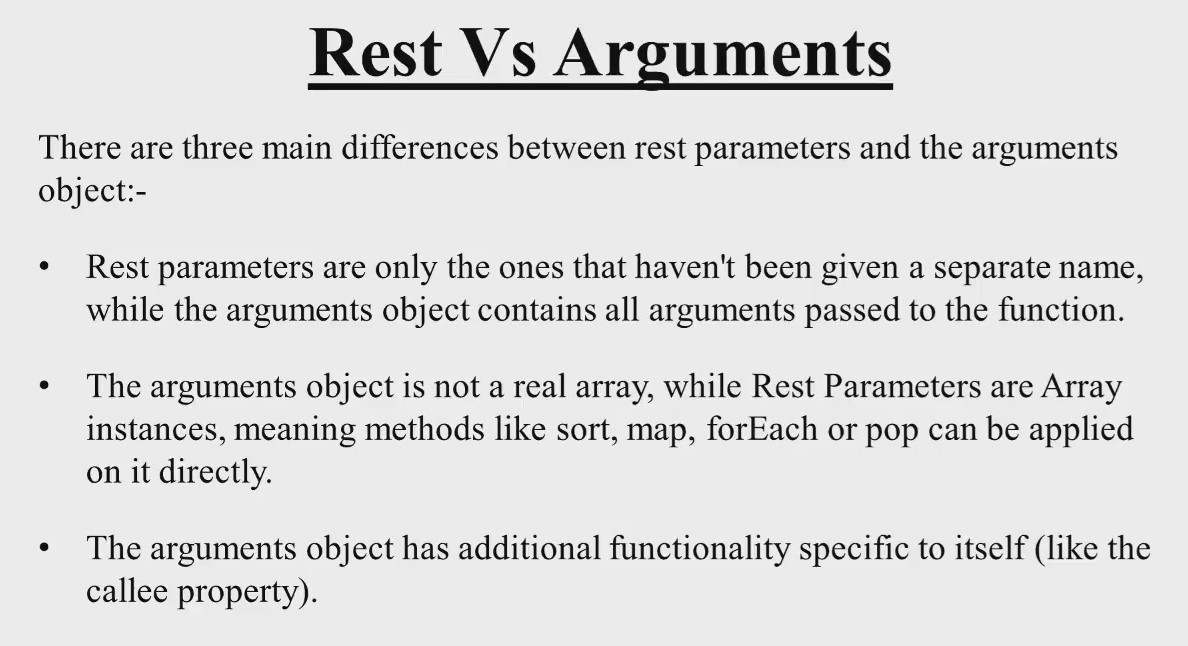 Rest Vs Arguments
There are three main differences between rest parameters and the arguments
object:-
• Rest parameters are only the ones that haven't been given a separate name,
while the arguments object contains all arguments passed to the function.
• The arguments object is not a real array, while Rest Parameters are Array
instances, meaning methods like sort, map, forEach or pop can be applied
on it directly.
• The arguments object has additional functionality specific to itself (like the
callee property).